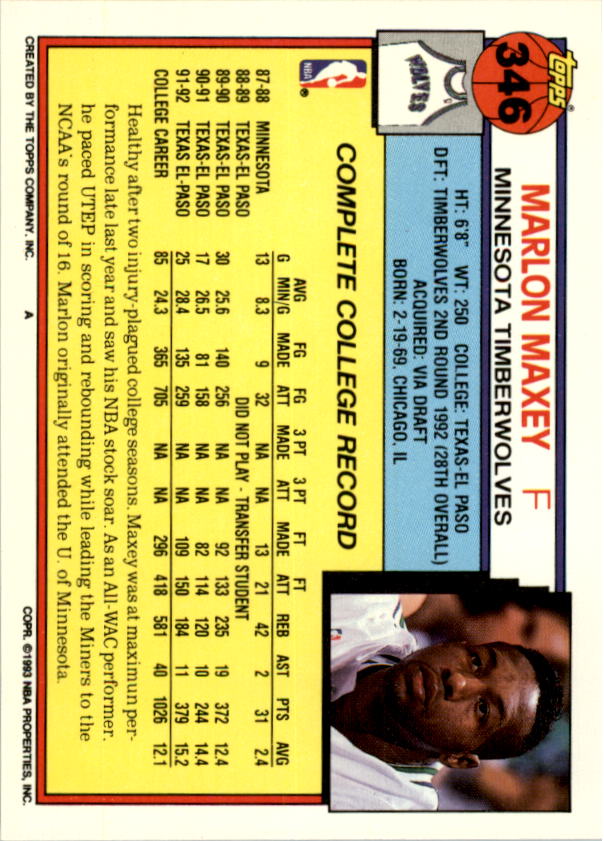 topps®
346
MARLON MAXEY F
MINNESOTA TIMBERWOLVES
WOLVES
HT: 6'8" WT: 250 COLLEGE: TEXAS-EL PASO
DFT: TIMBERWOLVES 2ND ROUND 1992 (28TH OVERALL)
ACQUIRED: VIA DRAFT
BORN: 2-19-69, CHICAGO, IL
NBA®
COMPLETE COLLEGE RECORD
AVG FG FG 3 PT 3 PT FT FT
G MIN/G MADE ATT MADE ATT MADE ATT REB AST PTS AVG
87-88 MINNESOTA 13 8.3 9 32 NA NA 13 21 42 2 31 2.4
88-89 TEXAS-EL PASO DID NOT PLAY - TRANSFER STUDENT
89-90 TEXAS-EL PASO 30 25.6 140 256 NA NA 92 133 235 19 372 12.4
90-91 TEXAS-EL PASO 17 26.5 81 158 NA NA 82 114 120 10 244 14.4
91-92 TEXAS EL-PASO 25 28.4 135 259 NA NA 109 150 184 11 379 15.2
COLLEGE CAREER 85 24.3 365 705 NA NA 296 418 581 40 1026 12.1
Healthy after two injury-plagued college seasons. Maxey was at maximun per-
formance late last year and saw his NBA stock soar. As an All-WAC performer.
he paced UTEP in scoring and rebounding while leading the Miners to the
NCAA's round of 16. Marlon originally attended the U. of Minnesota.
CREATED BY THE TOPPS COMPANY, INC. A COPR. ©1993 NBA PROPERTIES, INC.